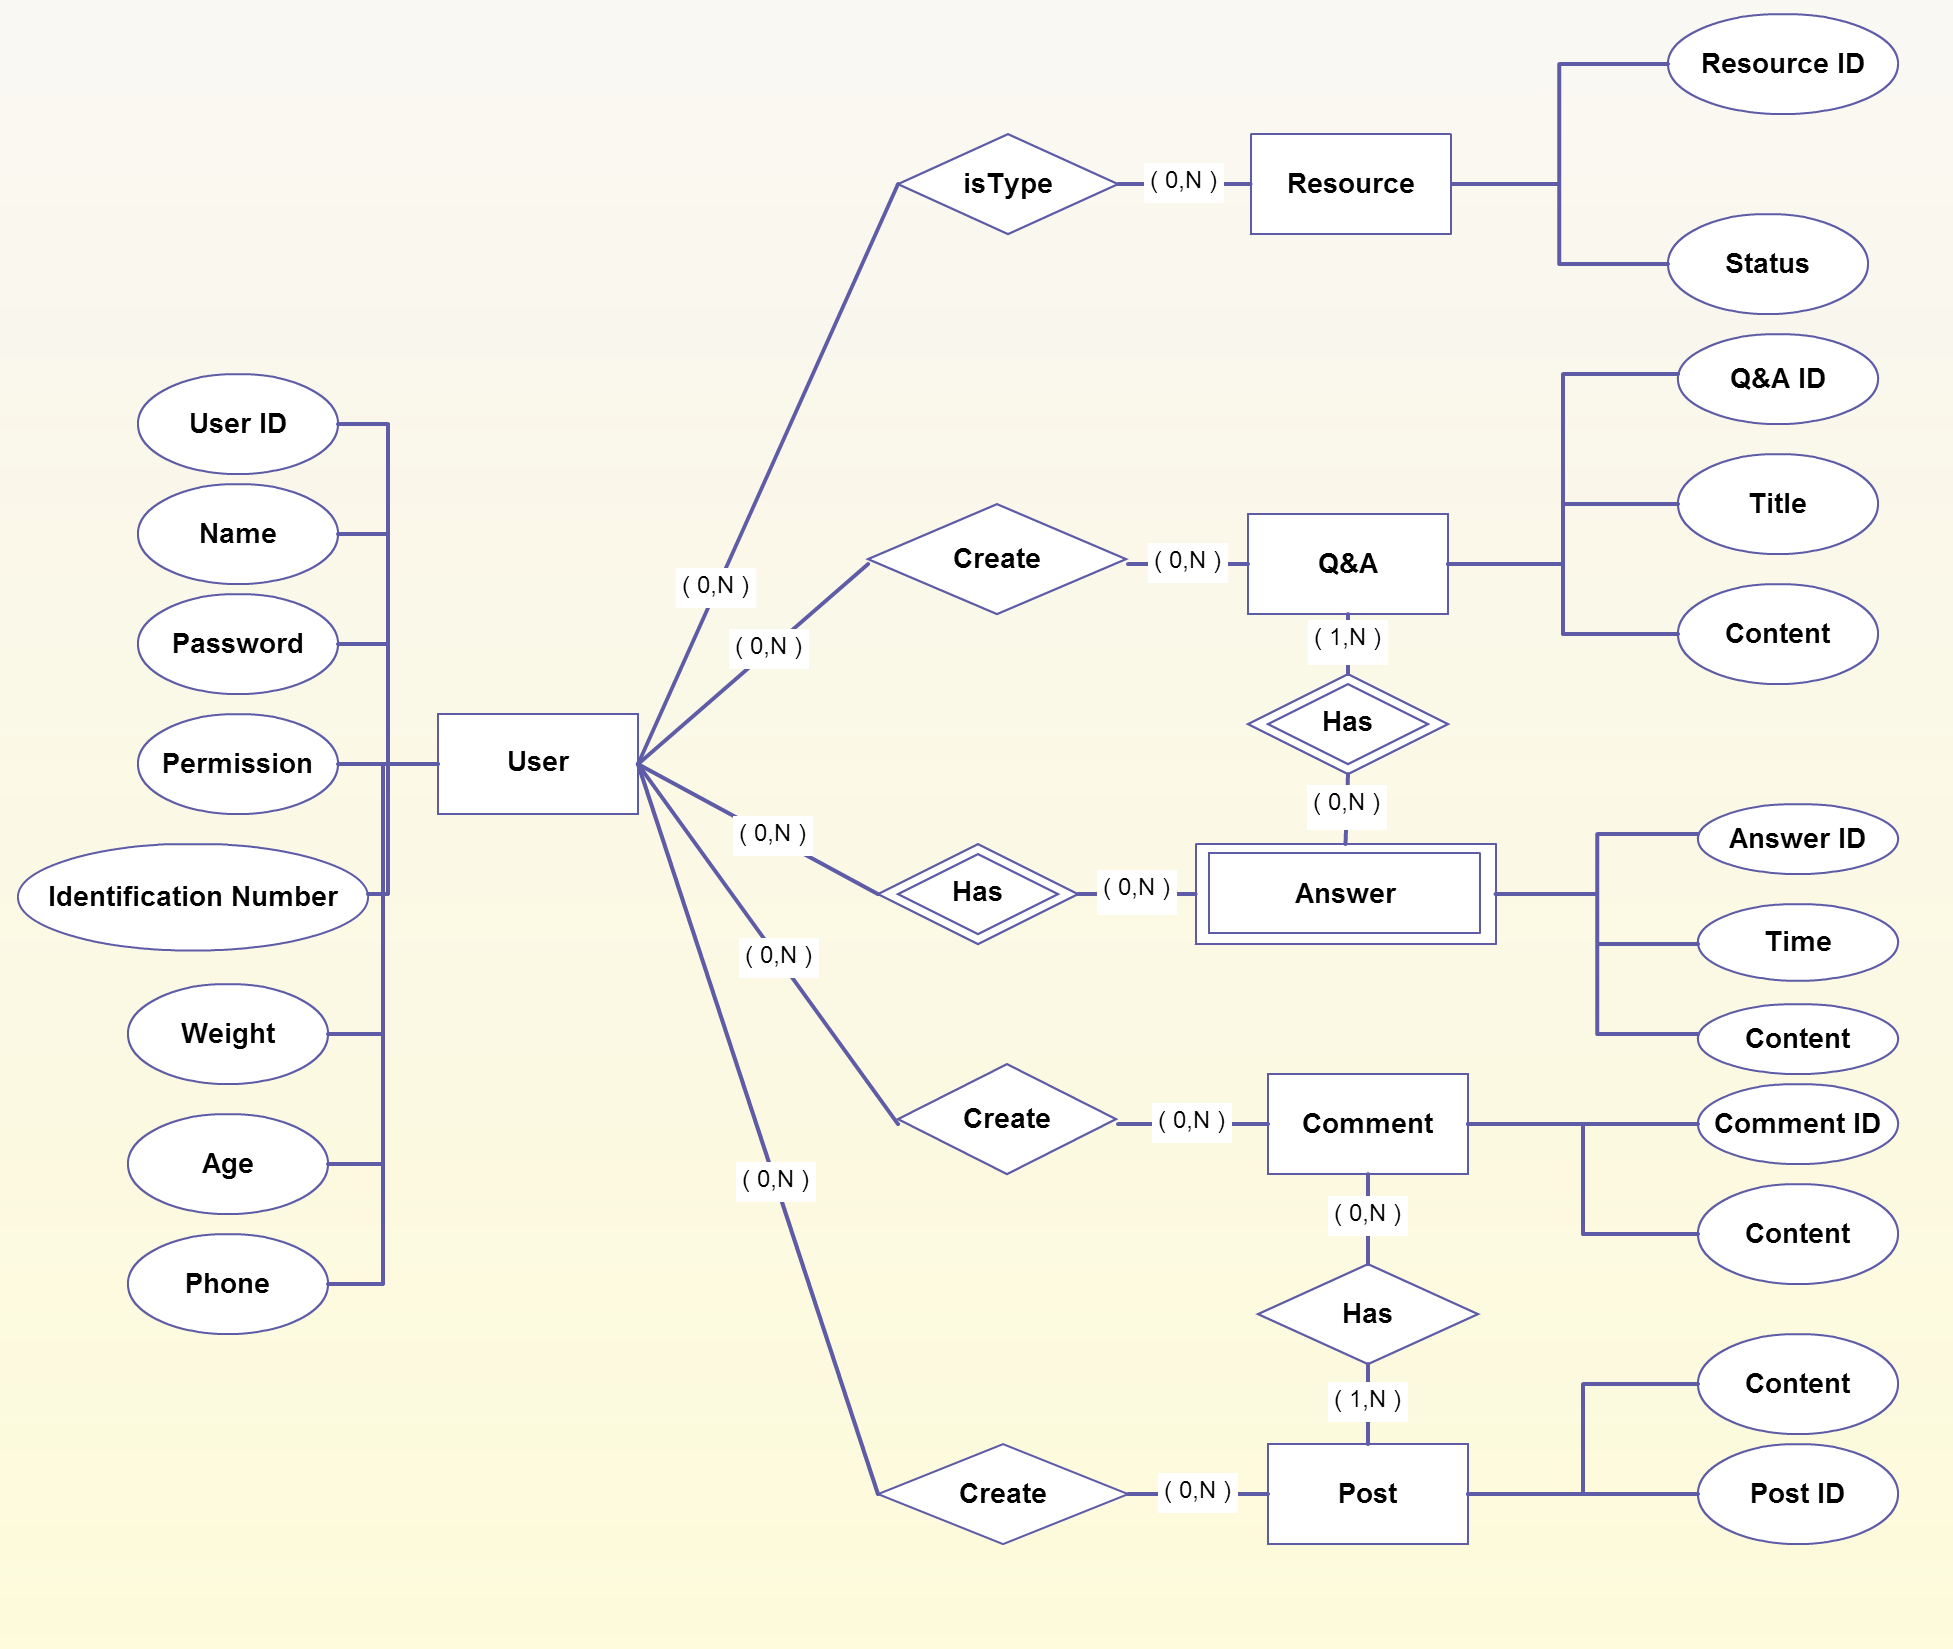 Resource ID
isType
( 0,N )
Resource
Status
Q&A ID
User ID
Title
Name
Create
( 0,N )
Q&A
( 0,N )
Content
( 1,N )
Password
( 0,N )
Has
Permission
User
( 0,N )
Answer ID
( 0,N )
Identification Number
Has
( 0,N )
Answer
Time
( 0,N )
Weight
Content
Create
( 0,N )
Comment
Comment ID
Age
( 0,N )
( 0,N )
Content
Phone
Has
Content
( 1,N )
Create
( 0,N )
Post
Post ID